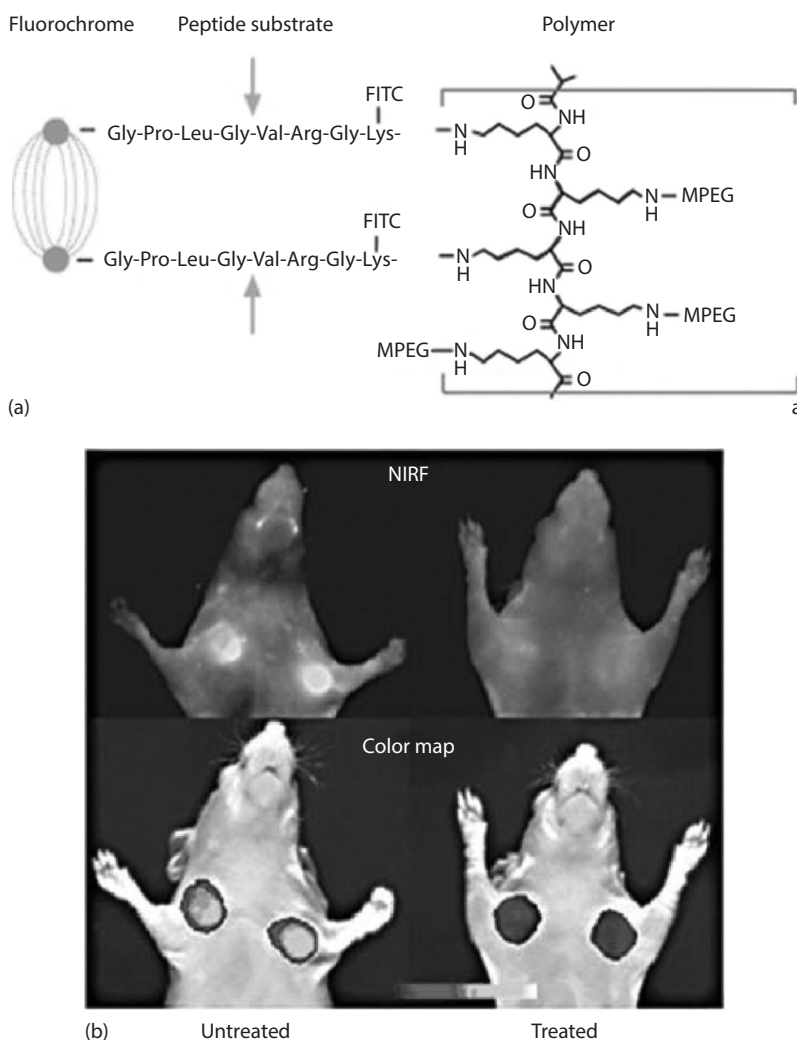 Fluorochrome Peptide substrate Polymer
FITC
Gly-Pro-Leu-Gly-Val-Arg-Gly-Lys-
FITC
Gly-Pro-Leu-Gly-Val-Arg-Gly-Lys-
O
NH
N
H
O
HN
N
H
MPEG
O
NH
N
H
O
HN
N
H
MPEG
O
NH
MPEG
N
H
O
(a)
a
NIRF
Color map
(b) Untreated Treated